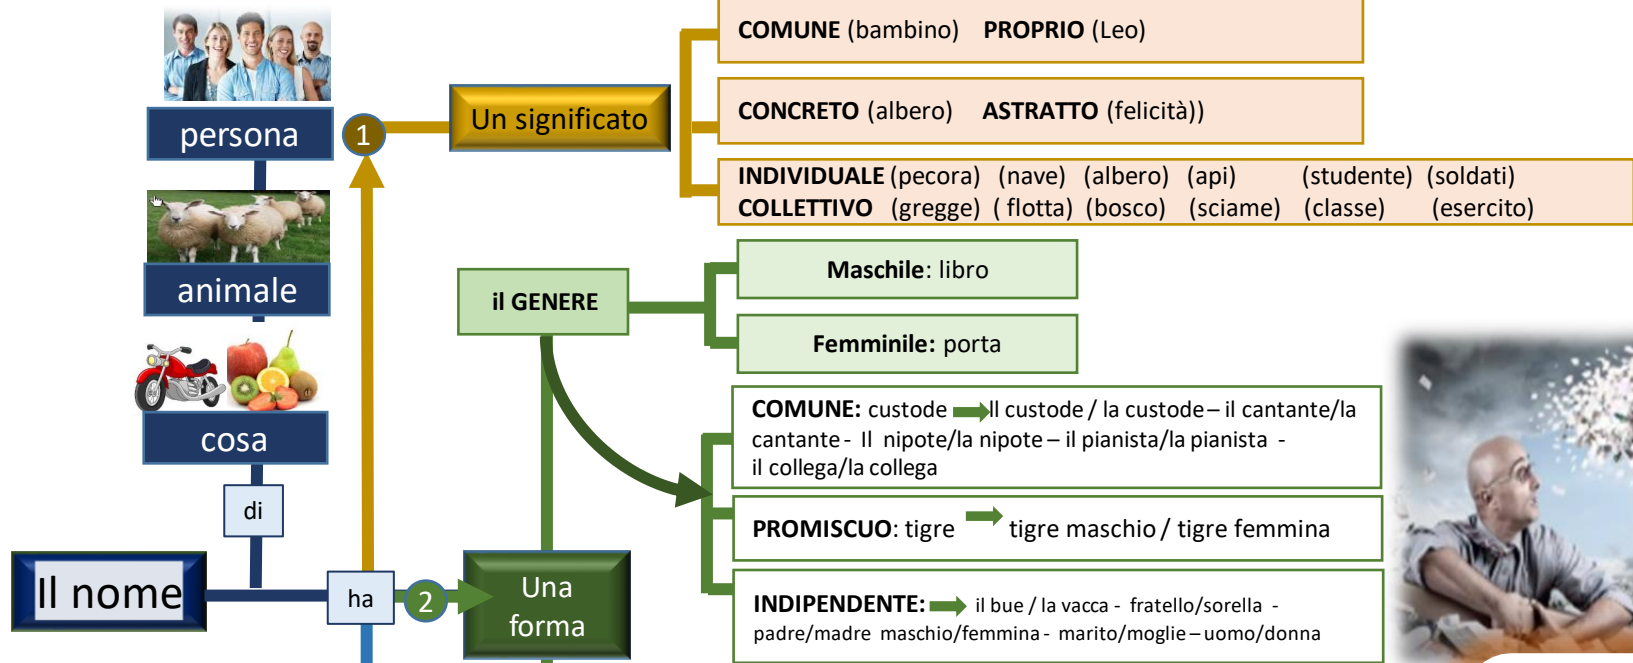 persona
animale
cosa
di
Il nome
ha
1
Un significato
COMUNE (bambino) PROPRIO (Leo)
CONCRETO (albero) ASTRATTO (felicità))
INDIVIDUALE (pecora) (nave) (albero) (api) (studente) (soldati)
COLLETTIVO (gregge) ( flotta) (bosco) (sciame) (classe) (esercito)
2
Una
forma
il GENERE
Maschile: libro
Femminile: porta
COMUNE: custode Il custode / la custode – il cantante/la
cantante - Il nipote/la nipote – il pianista/la pianista -
il collega/la collega
PROMISCUO: tigre tigre maschio / tigre femmina
INDIPENDENTE: il bue / la vacca - fratello/sorella -
padre/madre maschio/femmina - marito/moglie – uomo/donna